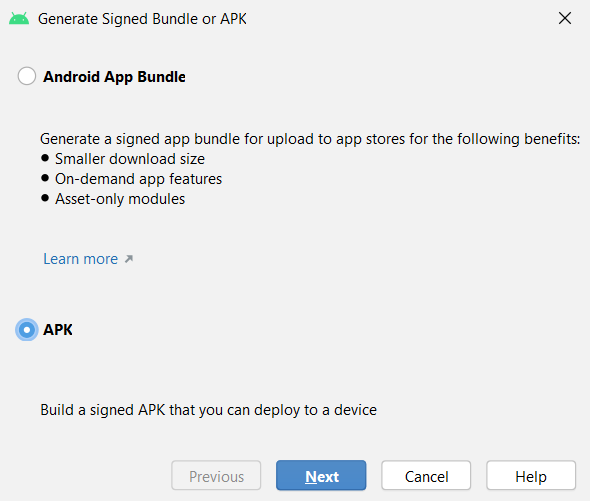 Generate Signed Bundle or APK
Android App Bundle
Generate a signed app bundle for upload to app stores for the following benefits:
● Smaller download size
● On-demand app features
● Asset-only modules
Learn more ↗
APK
Build a signed APK that you can deploy to a device
Previous Next Cancel Help